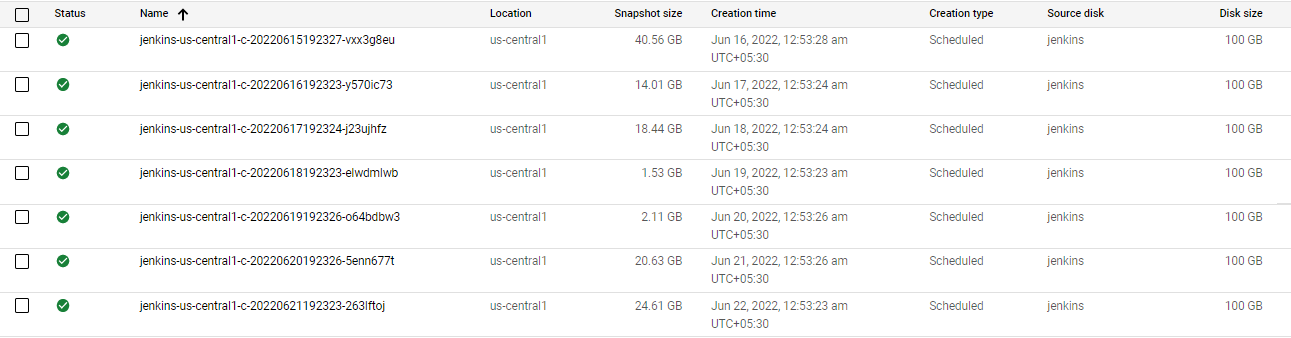 Status Name Location Snapshot size Creation time Creation type Source disk Disk size
jenkins-us-central1-c-20220615192327-vxx3g8eu us-central1 40.56 GB Jun 16, 2022, 12:53:28 am Scheduled jenkins 100 GB
UTC+05:30
jenkins-us-central1-c-20220616192323-y570ic73 us-central1 14.01 GB Jun 17, 2022, 12:53:24 am Scheduled jenkins 100 GB
UTC+05:30
jenkins-us-central1-c-20220617192324-j23ujhfz us-central1 18.44 GB Jun 18, 2022, 12:53:24 am Scheduled jenkins 100 GB
UTC+05:30
jenkins-us-central1-c-20220618192323-elwdmlwb us-central1 1.53 GB Jun 19, 2022, 12:53:23 am Scheduled jenkins 100 GB
UTC+05:30
jenkins-us-central1-c-20220619192326-o64bdbw3 us-central1 2.11 GB Jun 20, 2022, 12:53:26 am Scheduled jenkins 100 GB
UTC+05:30
jenkins-us-central1-c-20220620192326-5enn677t us-central1 20.63 GB Jun 21, 2022, 12:53:26 am Scheduled jenkins 100 GB
UTC+05:30
jenkins-us-central1-c-20220621192323-263lftoj us-central1 24.61 GB Jun 22, 2022, 12:53:23 am Scheduled jenkins 100 GB
UTC+05:30